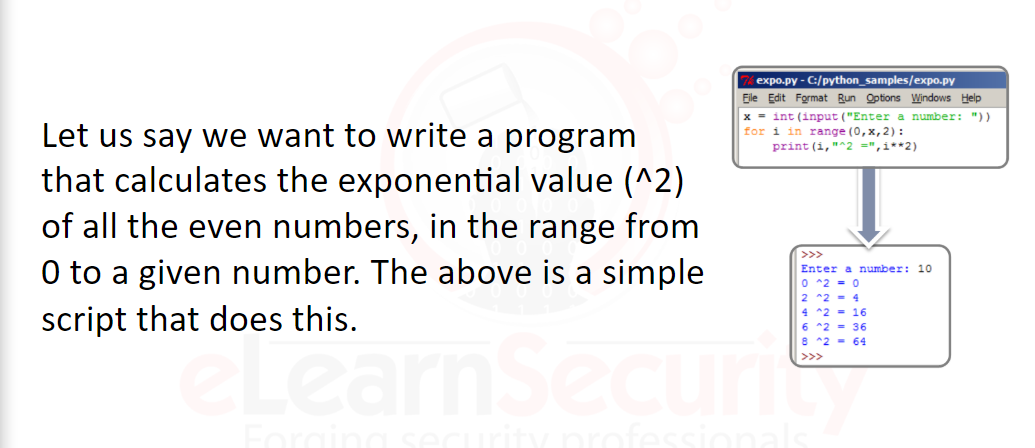 Let us say we want to write a program
that calculates the exponential value (^2)
of all the even numbers, in the range from
0 to a given number. The above is a simple
script that does this.
expo.py - C:/python_samples/expo.py
File Edit Format Run Options Windows Help
x = int(input("Enter a number: "))
for i in range(0,x,2):
    print(i,"^2 =",i**2)
>>>
Enter a number: 10
0 ^2 = 0
2 ^2 = 4
4 ^2 = 16
6 ^2 = 36
8 ^2 = 64
>>>
eLearnSecurity
Forging security professionals